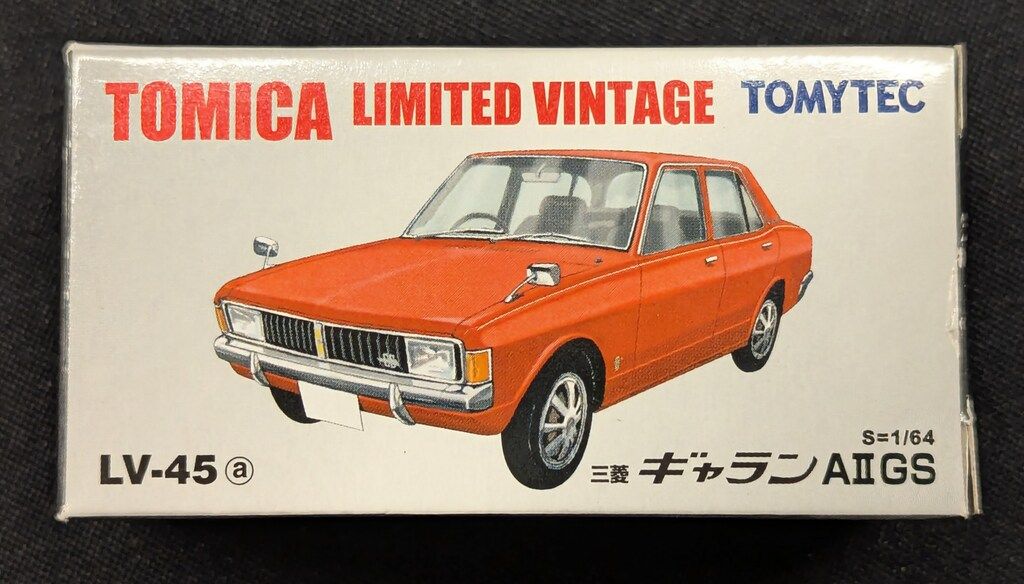 TOMICA LIMITED VINTAGE TOMYTEC
S=1/64
LV-45 ⓐ 三菱 ギャランAⅡGS